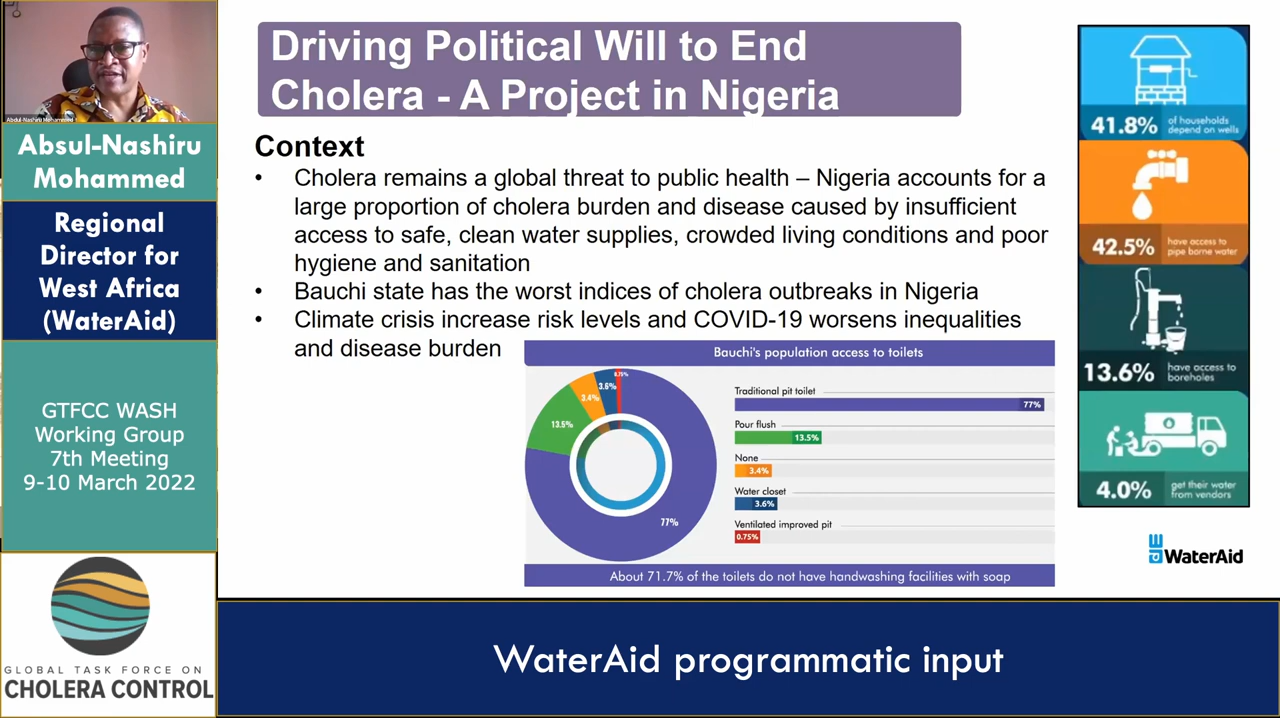 Abdul-Nashiru Mohammed
Absul-Nashiru
Mohammed
Regional
Director for
West Africa
(WaterAid)
GTFCC WASH
Working Group
7th Meeting
9-10 March 2022
GLOBAL TASK FORCE ON
CHOLERA CONTROL
Driving Political Will to End
Cholera - A Project in Nigeria
Context
• Cholera remains a global threat to public health – Nigeria accounts for a
large proportion of cholera burden and disease caused by insufficient
access to safe, clean water supplies, crowded living conditions and poor
hygiene and sanitation
• Bauchi state has the worst indices of cholera outbreaks in Nigeria
• Climate crisis increase risk levels and COVID-19 worsens inequalities
and disease burden
Bauchi's population access to toilets
0.75%
3.6%
3.4%
13.5%
77%
Traditional pit toilet
77%
Pour flush
13.5%
None
3.4%
Water closet
3.6%
Ventilated improved pit
0.75%
About 71.7% of the toilets do not have handwashing facilities with soap
41.8% of households
depend on wells
42.5% have access to
pipe borne water
13.6% have access to
boreholes
4.0% get their water
from vendors
WaterAid
WaterAid programmatic input